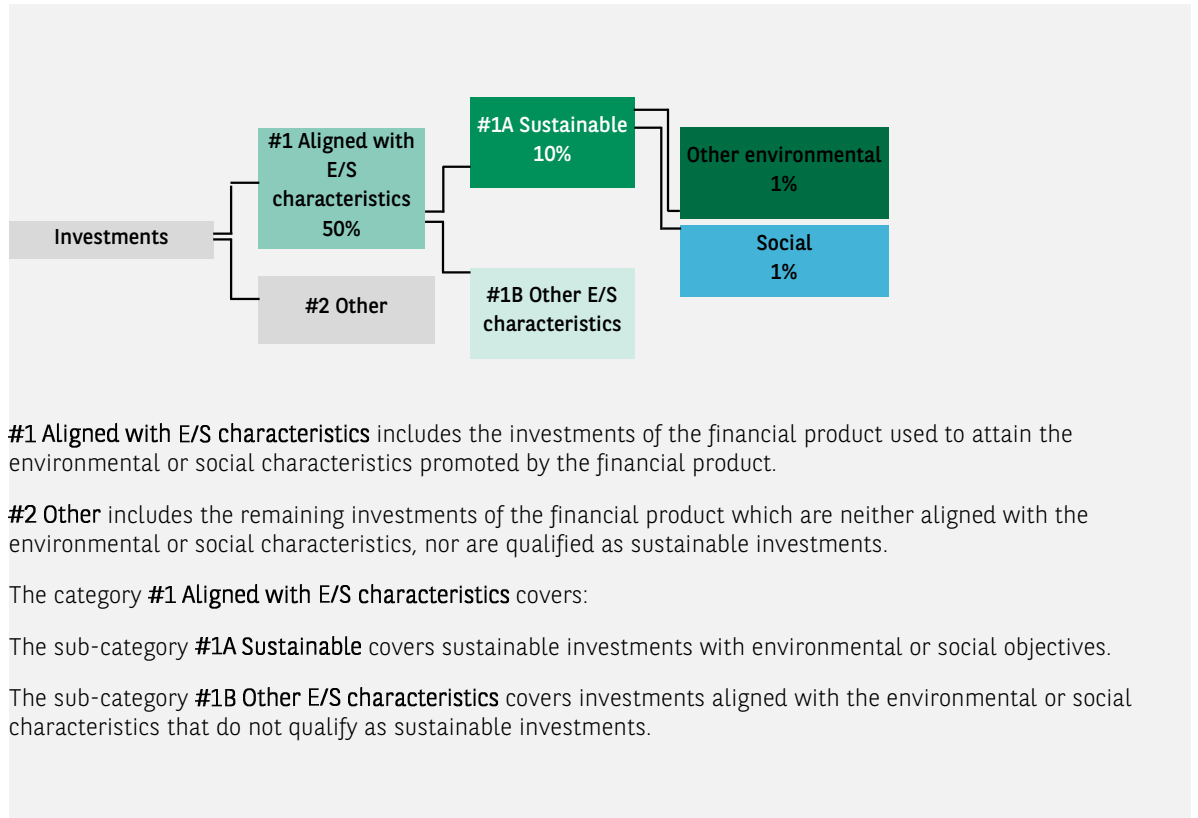 #1A Sustainable
10%
#1 Aligned with
E/S
characteristics
50%
Other environmental
1%
Investments
Social
1%
#2 Other
#1B Other E/S
characteristics
#1 Aligned with E/S characteristics includes the investments of the financial product used to attain the
environmental or social characteristics promoted by the financial product.
#2 Other includes the remaining investments of the financial product which are neither aligned with the
environmental or social characteristics, nor are qualified as sustainable investments.
The category #1 Aligned with E/S characteristics covers:
The sub-category #1A Sustainable covers sustainable investments with environmental or social objectives.
The sub-category #1B Other E/S characteristics covers investments aligned with the environmental or social
characteristics that do not qualify as sustainable investments.